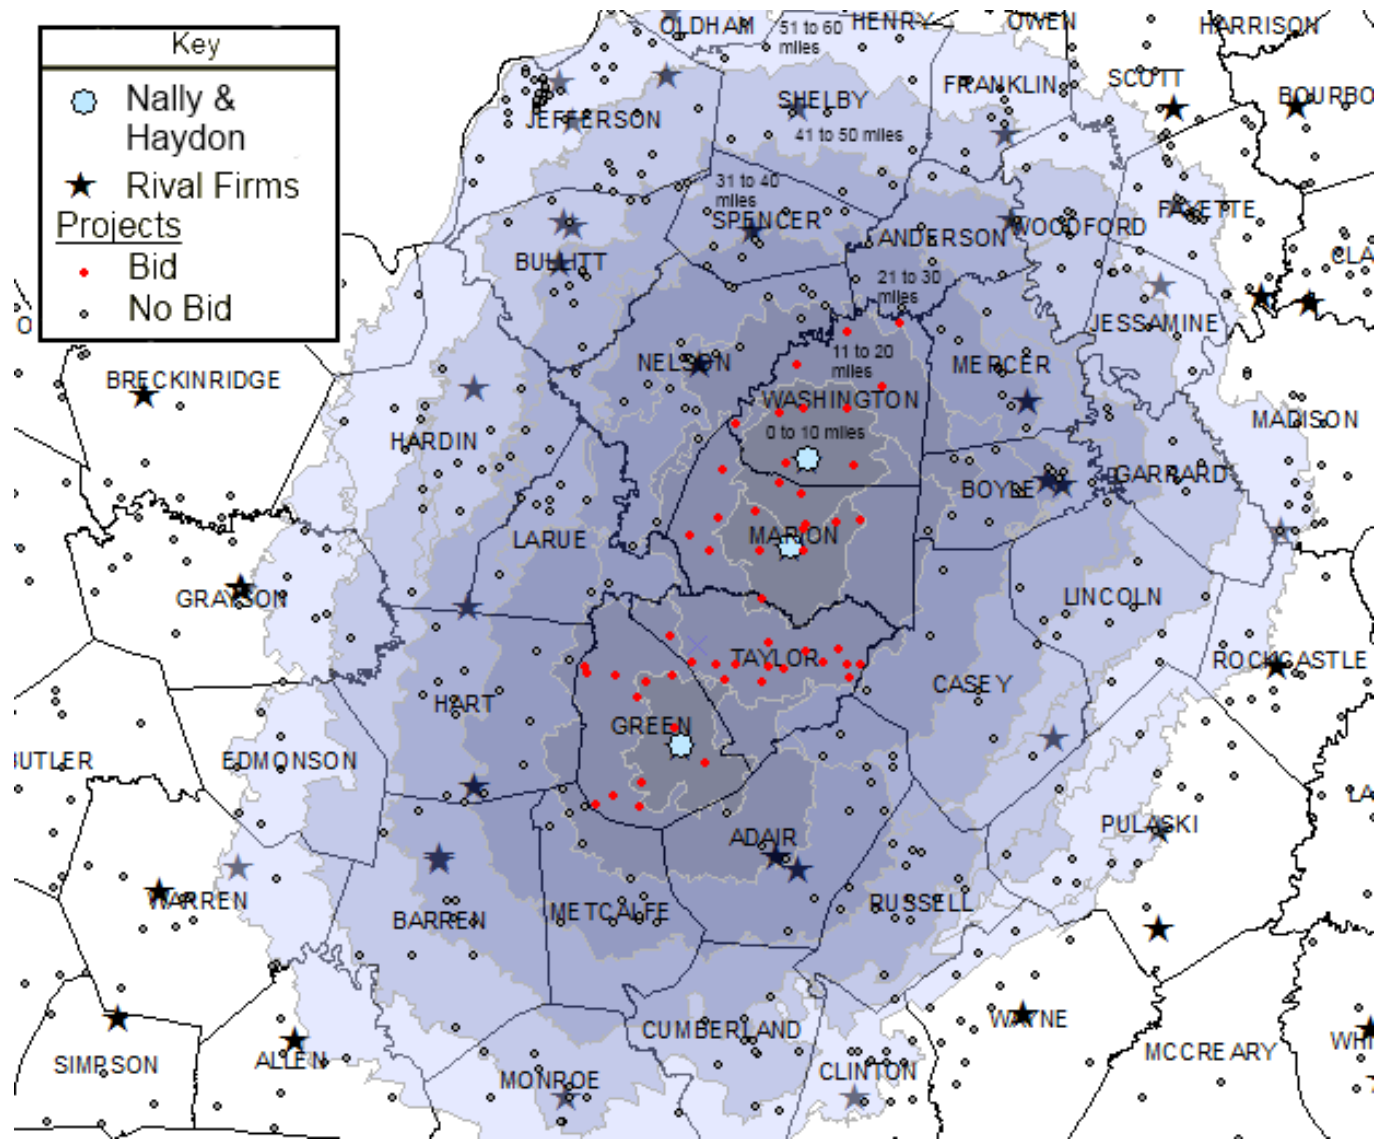 Key
Nally &
Haydon
Rival Firms
Projects
Bid
No Bid
OLDHAM
51 to 60
miles
HENRY
OWEN
HARRISON
JEFFERSON
SHELBY
41 to 50 miles
FRANKLIN
SCOTT
BOURBO
31 to 40
miles
SPENCER
ANDERSON
WOODFORD
FAYETTE
CLA
BULLITT
21 to 30
miles
O
JESSAMINE
BRECKINRIDGE
NELSON
11 to 20
miles
MERCER
WASHINGTON
MADISON
HARDIN
0 to 10 miles
BOYLE
GARRARD
LARUE
MARION
GRAYSON
LINCOLN
TAYLOR
ROCKCASTLE
HART
GREEN
CASEY
BUTLER
EDMONSON
LA
ADAIR
PULASKI
WARREN
BARREN
METCALFE
RUSSELL
CUMBERLAND
WAYNE
WHI
SIMPSON
ALLEN
MONROE
CLINTON
MCCREARY